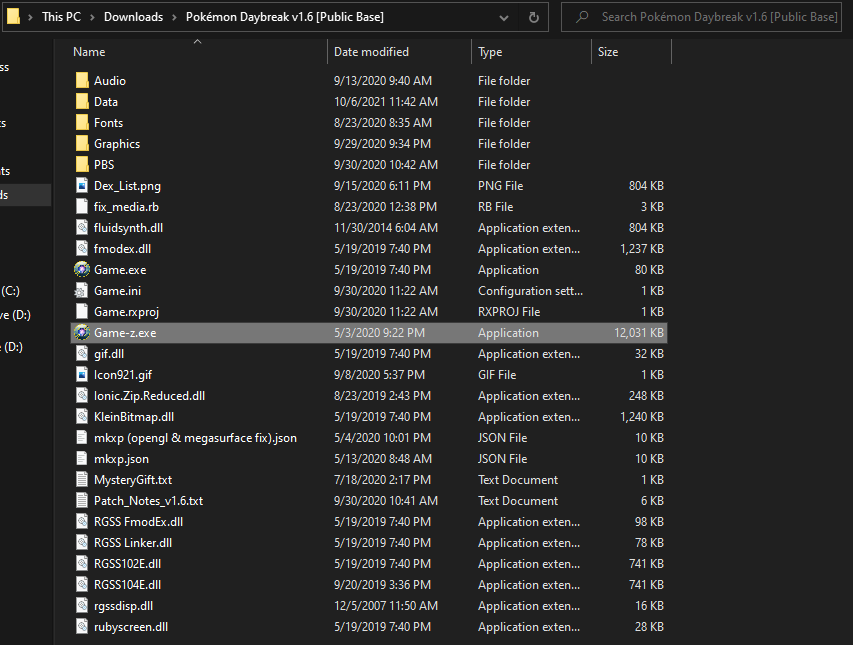 This PC > Downloads > Pokémon Daybreak v1.6 [Public Base] Search Pokémon Daybreak v1.6 [Public Base]
Name Date modified Type Size
Audio 9/13/2020 9:40 AM File folder
Data 10/6/2021 11:42 AM File folder
Fonts 8/23/2020 8:35 AM File folder
Graphics 9/29/2020 9:34 PM File folder
PBS 9/30/2020 10:42 AM File folder
Dex_List.png 9/15/2020 6:11 PM PNG File 804 KB
fix_media.rb 8/23/2020 12:38 PM RB File 3 KB
fluidsynth.dll 11/30/2014 6:04 AM Application exten... 804 KB
fmodex.dll 5/19/2019 7:40 PM Application exten... 1,237 KB
Game.exe 5/19/2019 7:40 PM Application 80 KB
(C:) Game.ini 9/30/2020 11:22 AM Configuration sett... 1 KB
ve (D:) Game.rxproj 9/30/2020 11:22 AM RXPROJ File 1 KB
Game-z.exe 5/3/2020 9:22 PM Application 12,031 KB
(D:) gif.dll 5/19/2019 7:40 PM Application exten... 32 KB
Icon921.gif 9/8/2020 5:37 PM GIF File 1 KB
Ionic.Zip.Reduced.dll 8/23/2019 2:43 PM Application exten... 248 KB
KleinBitmap.dll 5/19/2019 7:40 PM Application exten... 1,240 KB
mkxp (opengl & megasurface fix).json 5/4/2020 10:01 PM JSON File 10 KB
mkxp.json 5/13/2020 8:48 AM JSON File 10 KB
MysteryGift.txt 7/18/2020 2:17 PM Text Document 1 KB
Patch_Notes_v1.6.txt 9/30/2020 10:41 AM Text Document 6 KB
RGSS FmodEx.dll 5/19/2019 7:40 PM Application exten... 98 KB
RGSS Linker.dll 5/19/2019 7:40 PM Application exten... 78 KB
RGSS102E.dll 5/19/2019 7:40 PM Application exten... 741 KB
RGSS104E.dll 9/20/2019 3:36 PM Application exten... 741 KB
rgssdisp.dll 12/5/2007 11:50 AM Application exten... 16 KB
rubyscreen.dll 5/19/2019 7:40 PM Application exten... 28 KB